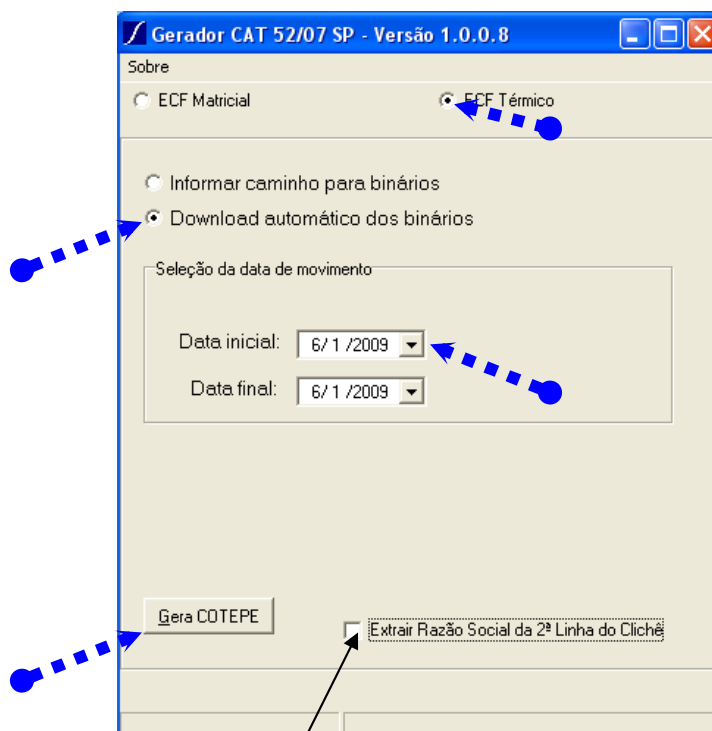 Gerador CAT 52/07 SP - Versão 1.0.0.8
Sobre
ECF Matricial ECF Térmico
Informar caminho para binários
Download automático dos binários
Seleção da data de movimento
Data inicial: 6/ 1 /2009
Data final: 6/ 1 /2009
Gera COTEPE
Extrair Razão Social da 2ª Linha do Clichê